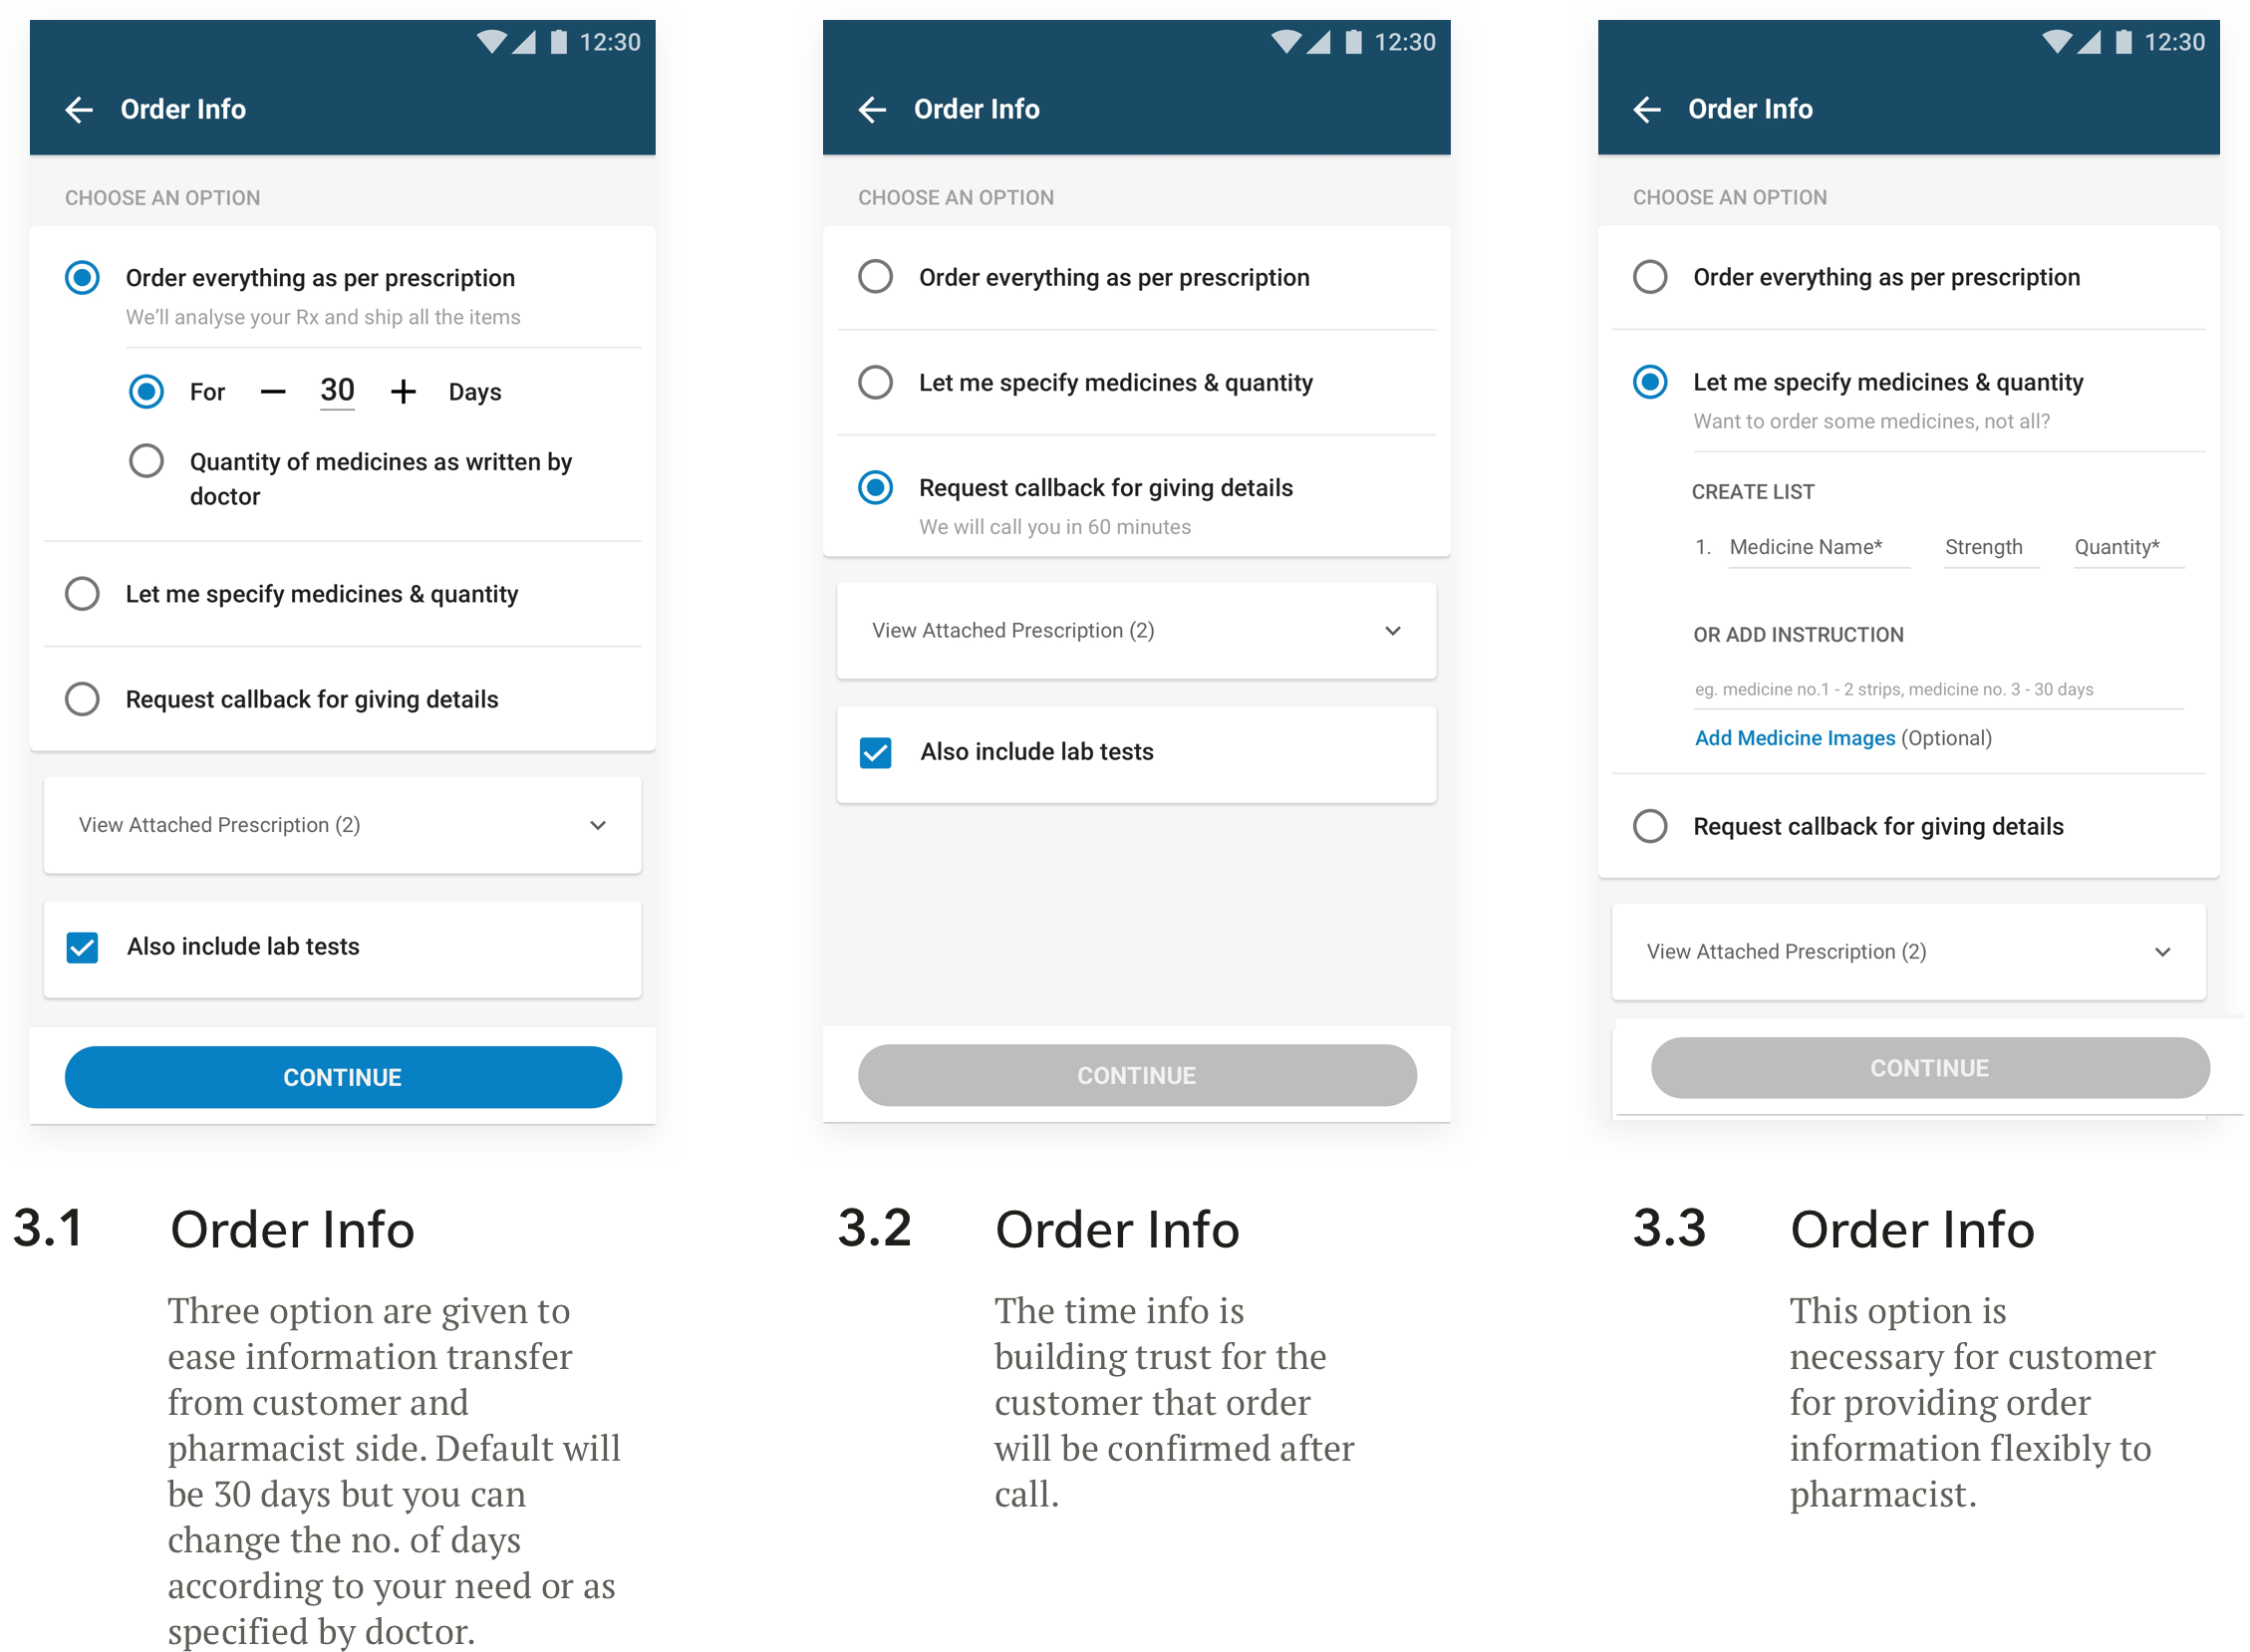 12:30
Order Info
CHOOSE AN OPTION
Order everything as per prescription
We'll analyse your Rx and ship all the items
For − 30 + Days
Quantity of medicines as written by
doctor
Let me specify medicines & quantity
Request callback for giving details
View Attached Prescription (2)
Also include lab tests
CONTINUE
3.1 Order Info
Three option are given to
ease information transfer
from customer and
pharmacist side. Default will
be 30 days but you can
change the no. of days
according to your need or as
specified by doctor.
12:30
Order Info
CHOOSE AN OPTION
Order everything as per prescription
Let me specify medicines & quantity
Request callback for giving details
We will call you in 60 minutes
View Attached Prescription (2)
Also include lab tests
CONTINUE
3.2 Order Info
The time info is
building trust for the
customer that order
will be confirmed after
call.
12:30
Order Info
CHOOSE AN OPTION
Order everything as per prescription
Let me specify medicines & quantity
Want to order some medicines, not all?
CREATE LIST
1. Medicine Name* Strength Quantity*
OR ADD INSTRUCTION
eg. medicine no.1 - 2 strips, medicine no. 3 - 30 days
Add Medicine Images (Optional)
Request callback for giving details
View Attached Prescription (2)
CONTINUE
3.3 Order Info
This option is
necessary for customer
for providing order
information flexibly to
pharmacist.